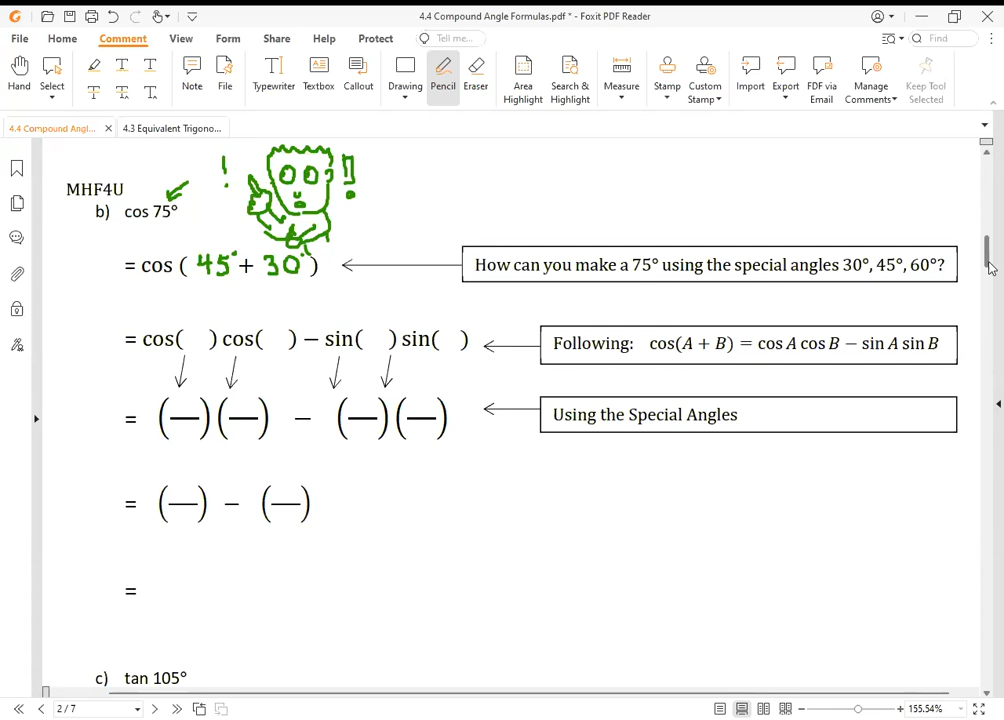 4.4 Compound Angle Formulas.pdf * - Foxit PDF Reader
File Home Comment View Form Share Help Protect Tell me... Find
Hand Select Note File Typewriter Textbox Callout Drawing Pencil Eraser Area Highlight Search & Highlight Measure Stamp Custom Stamp Import Export FDF via Email Manage Comments Keep Tool Selected
4.4 Compound Angl... 4.3 Equivalent Trigono...
MHF4U
! !!
b) cos 75°
= cos ( 45° + 30° )
How can you make a 75° using the special angles 30°, 45°, 60°?
= cos( ) cos( ) − sin( ) sin( )
Following: cos(A + B) = cos A cos B − sin A sin B
= (—)(—) − (—)(—)
Using the Special Angles
= (—) − (—)
=
c) tan 105°
2 / 7 155.54%